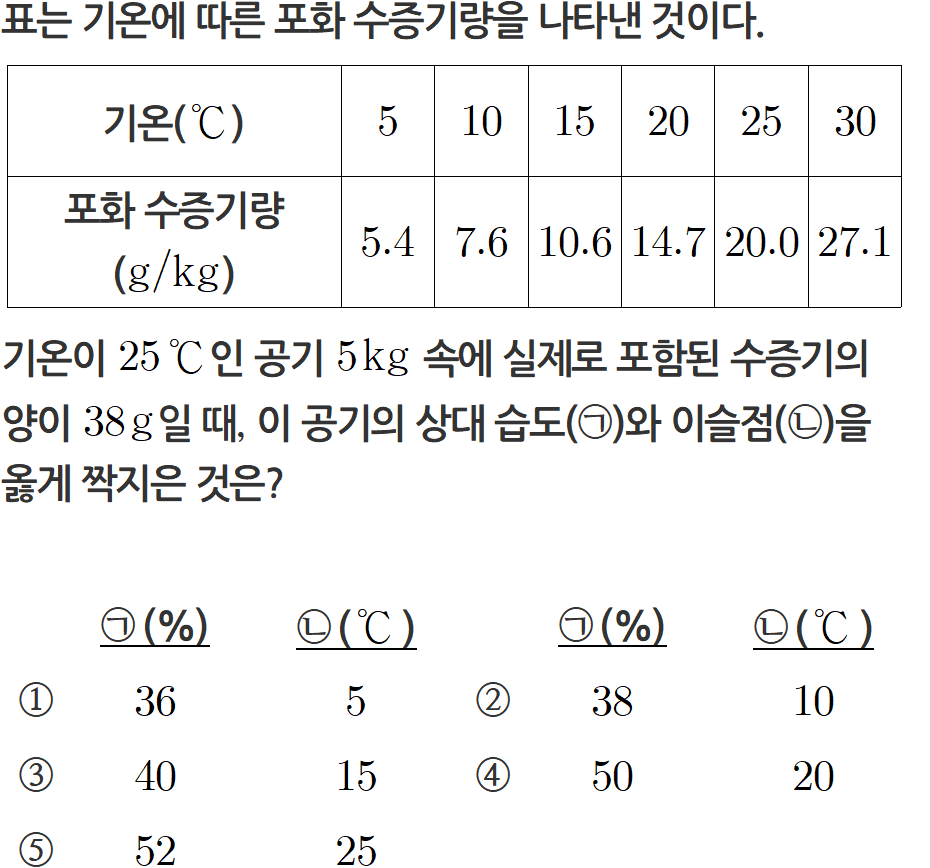 표는 기온에 따른 포화 수증기량을 나타낸 것이다.
기온(℃) 5 10 15 20 25 30
포화 수증기량
(g/kg) 5.4 7.6 10.6 14.7 20.0 27.1
기온이 25℃인 공기 5kg 속에 실제로 포함된 수증기의
양이 38g일 때, 이 공기의 상대 습도(㉠)와 이슬점(㉡)을
옳게 짝지은 것은?
㉠(%) ㉡(℃) ㉠(%) ㉡(℃)
① 36 5 ② 38 10
③ 40 15 ④ 50 20
⑤ 52 25